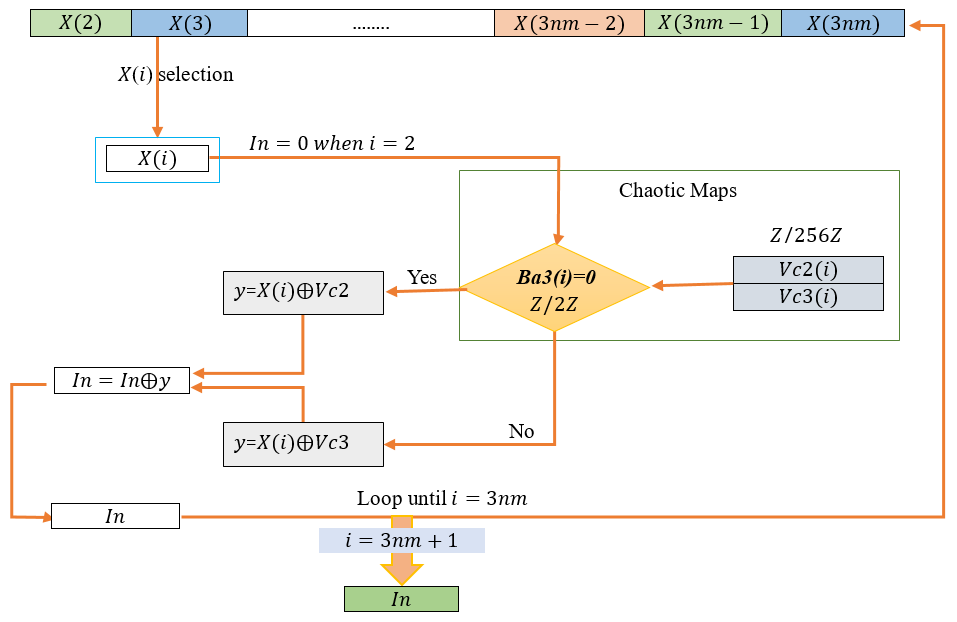 X(2) X(3) ........ X(3nm − 2) X(3nm − 1) X(3nm)
X(i) selection
X(i)
In = 0 when i = 2
Chaotic Maps
Z/256Z
Vc2(i)
Vc3(i)
Ba3(i)=0
Z/2Z
Yes
y=X(i)⊕Vc2
In = In⊕y
y=X(i)⊕Vc3
No
Loop until i = 3nm
In
i = 3nm + 1
In